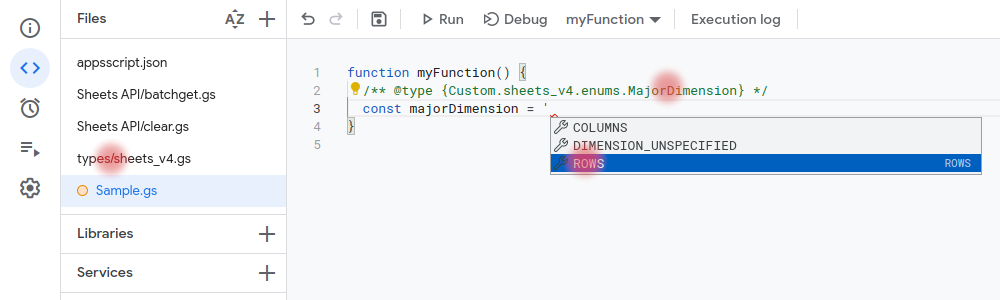 Files
AZ
Run
Debug
myFunction
Execution log
appsscript.json
Sheets API/batchget.gs
Sheets API/clear.gs
types/sheets_v4.gs
Sample.gs
Libraries
Services
1 function myFunction() {
2 /** @type {Custom.sheets_v4.enums.MajorDimension} */
3 const majorDimension = '
4 }
5
COLUMNS
DIMENSION_UNSPECIFIED
ROWS ROWS